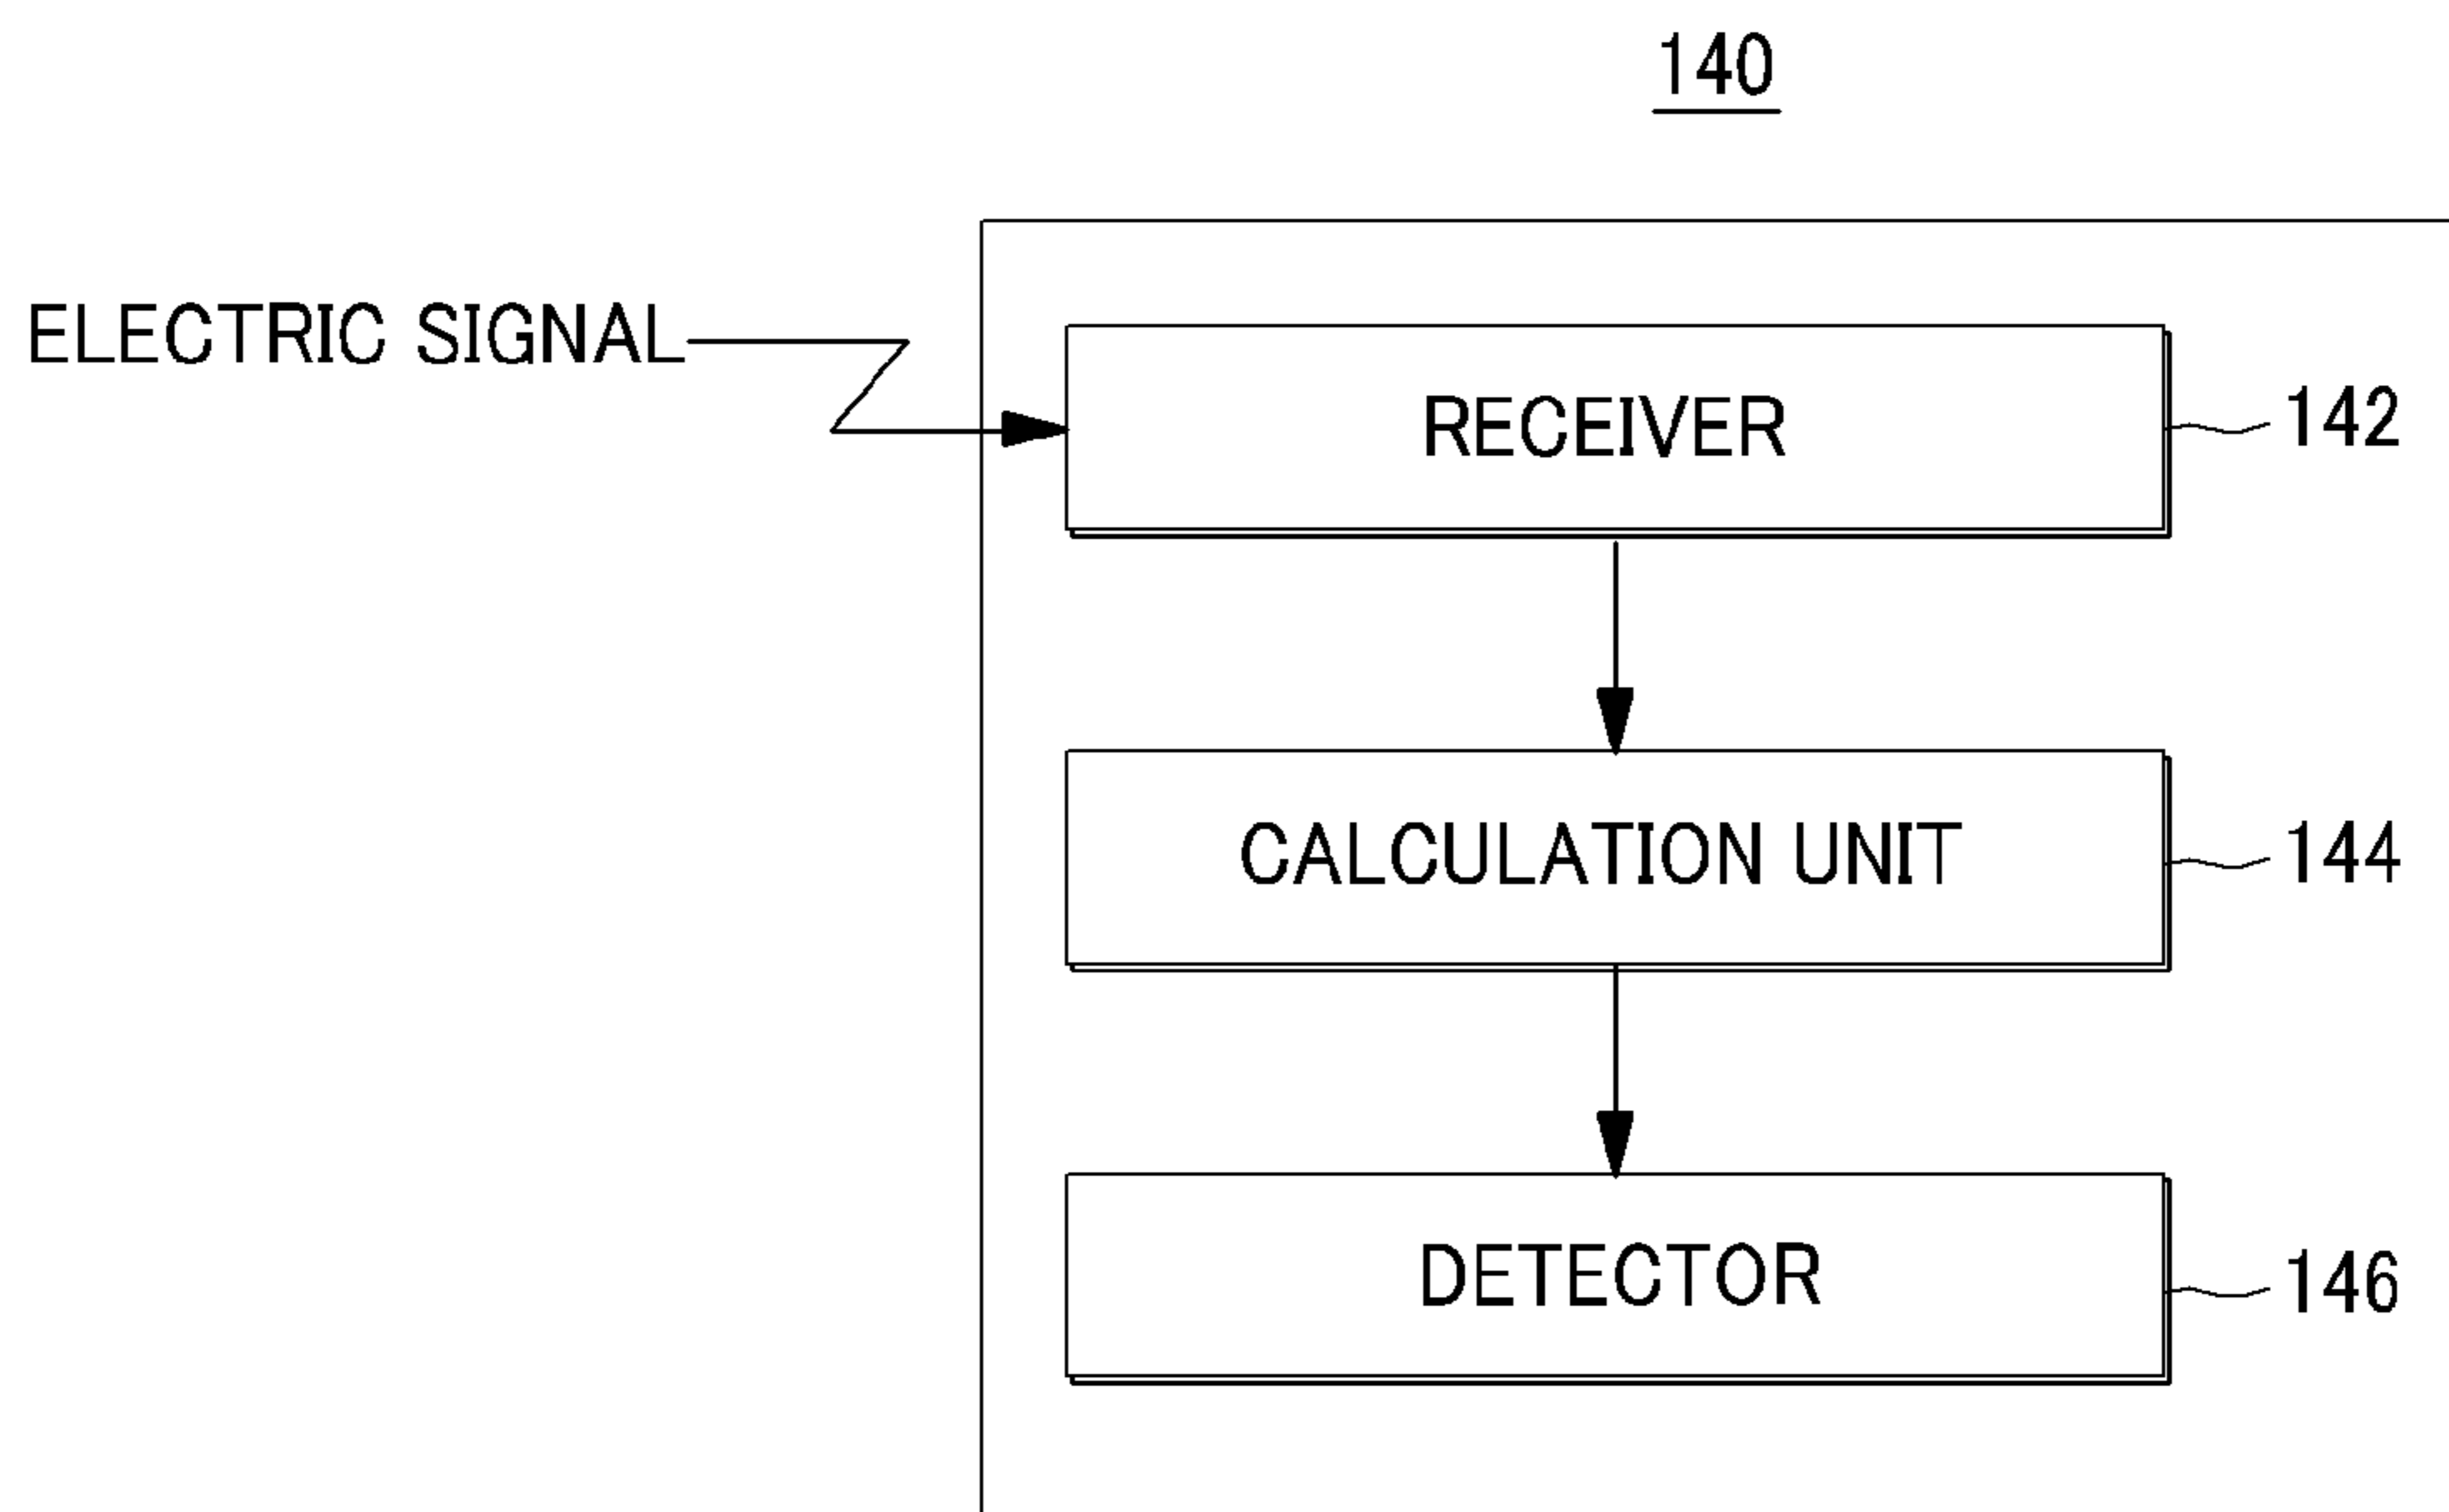 140
ELECTRIC SIGNAL
RECEIVER
142
CALCULATION UNIT
144
DETECTOR
146